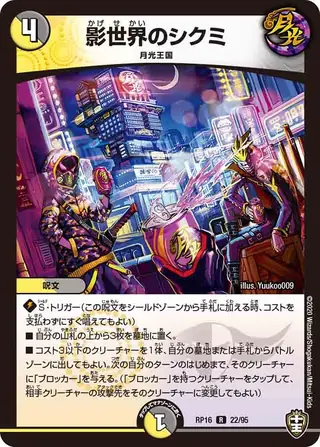 4
影世界のシクミ
かげせかい
月光王国
月光
illus. Yuukoo009
呪文
S・トリガー(この呪文をシールドゾーンから手札に加える時、コストを
支払わずにすぐ唱えてもよい)
■ 自分の山札の上から3枚を墓地に置く。
■ コスト3以下のクリーチャーを1体、自分の墓地または手札からバトル
ゾーンに出してもよい。次の自分のターンのはじめまで、そのクリーチャー
に「ブロッカー」を与える。(「ブロッカー」を持つクリーチャーをタップして、
相手クリーチャーの攻撃先をそのクリーチャーに変更してもよい)
©2020 Wizards/Shogakukan/Mitsui-Kids
1
RP16 R 22/95